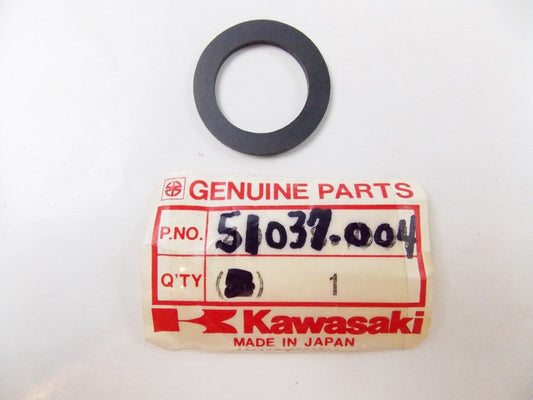 GENUINE PARTS
P.NO. 51037-004
Q'TY ( ) 1
Kawasaki
MADE IN JAPAN